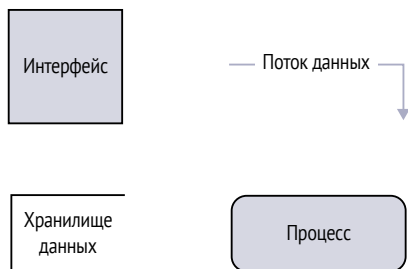 Интерфейс
Поток данных
Хранилище
данных
Процесс